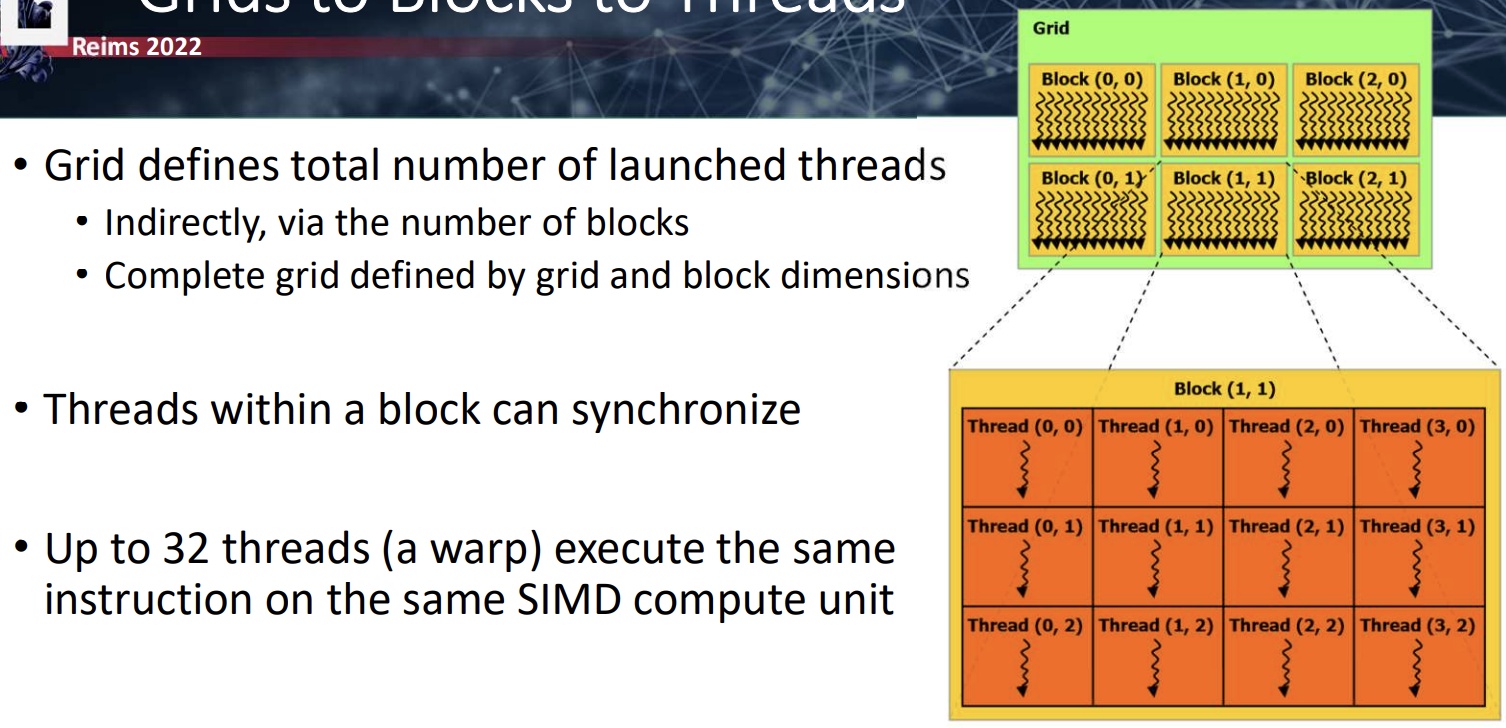 Grids to Blocks to Threads
Reims 2022
• Grid defines total number of launched threads
• Indirectly, via the number of blocks
• Complete grid defined by grid and block dimensions
• Threads within a block can synchronize
• Up to 32 threads (a warp) execute the same
instruction on the same SIMD compute unit
Grid
Block (0, 0) Block (1, 0) Block (2, 0)
Block (0, 1) Block (1, 1) Block (2, 1)
Block (1, 1)
Thread (0, 0) Thread (1, 0) Thread (2, 0) Thread (3, 0)
Thread (0, 1) Thread (1, 1) Thread (2, 1) Thread (3, 1)
Thread (0, 2) Thread (1, 2) Thread (2, 2) Thread (3, 2)